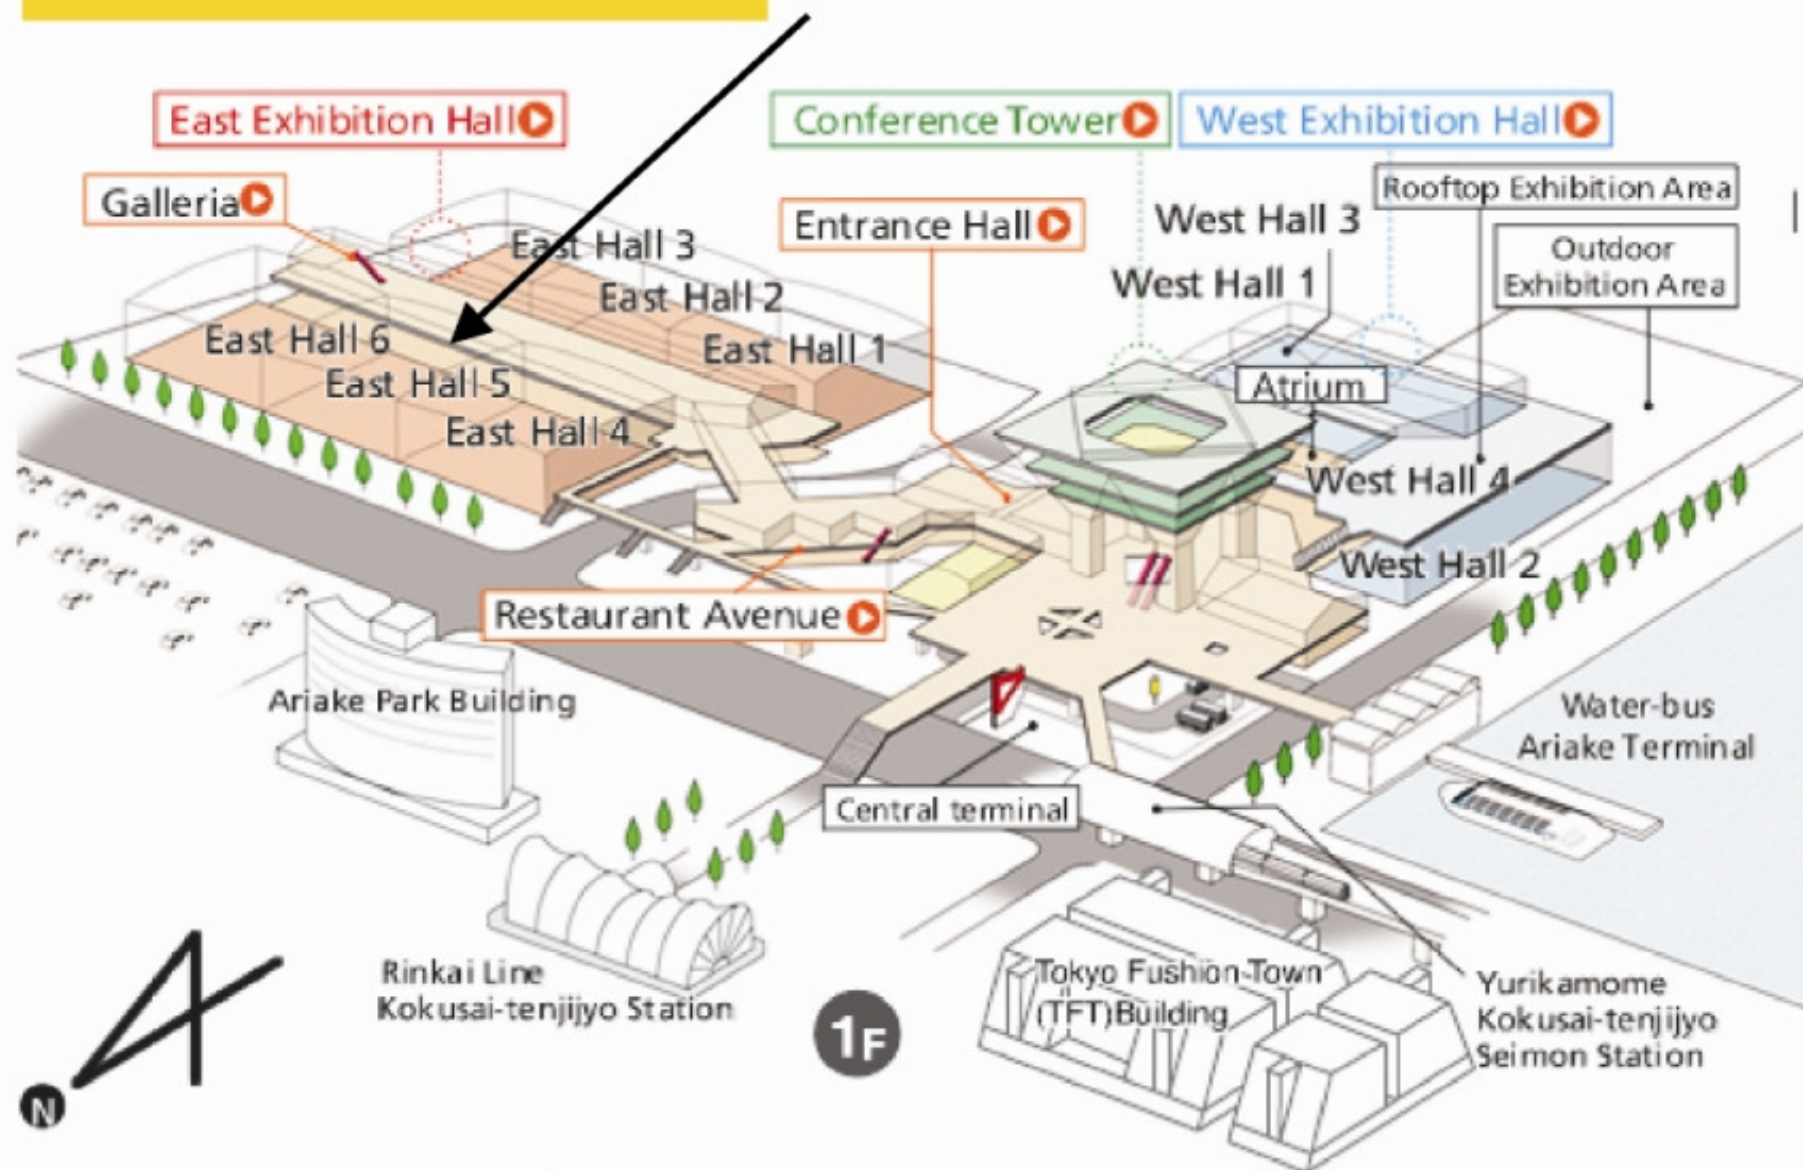 East Exhibition Hall
Conference Tower
West Exhibition Hall
Galleria
Rooftop Exhibition Area
Entrance Hall
West Hall 3
East Hall 3
Outdoor
Exhibition Area
West Hall 1
East Hall 2
East Hall 6
East Hall 1
East Hall 5
Atrium
East Hall 4
West Hall 4
West Hall 2
Restaurant Avenue
Ariake Park Building
Water-bus
Ariake Terminal
Central terminal
Rinkai Line
Kokusai-tenjijyo Station
Tokyo Fushion Town
(TFT)Building
Yurikamome
Kokusai-tenjijyo
Seimon Station
1F
N